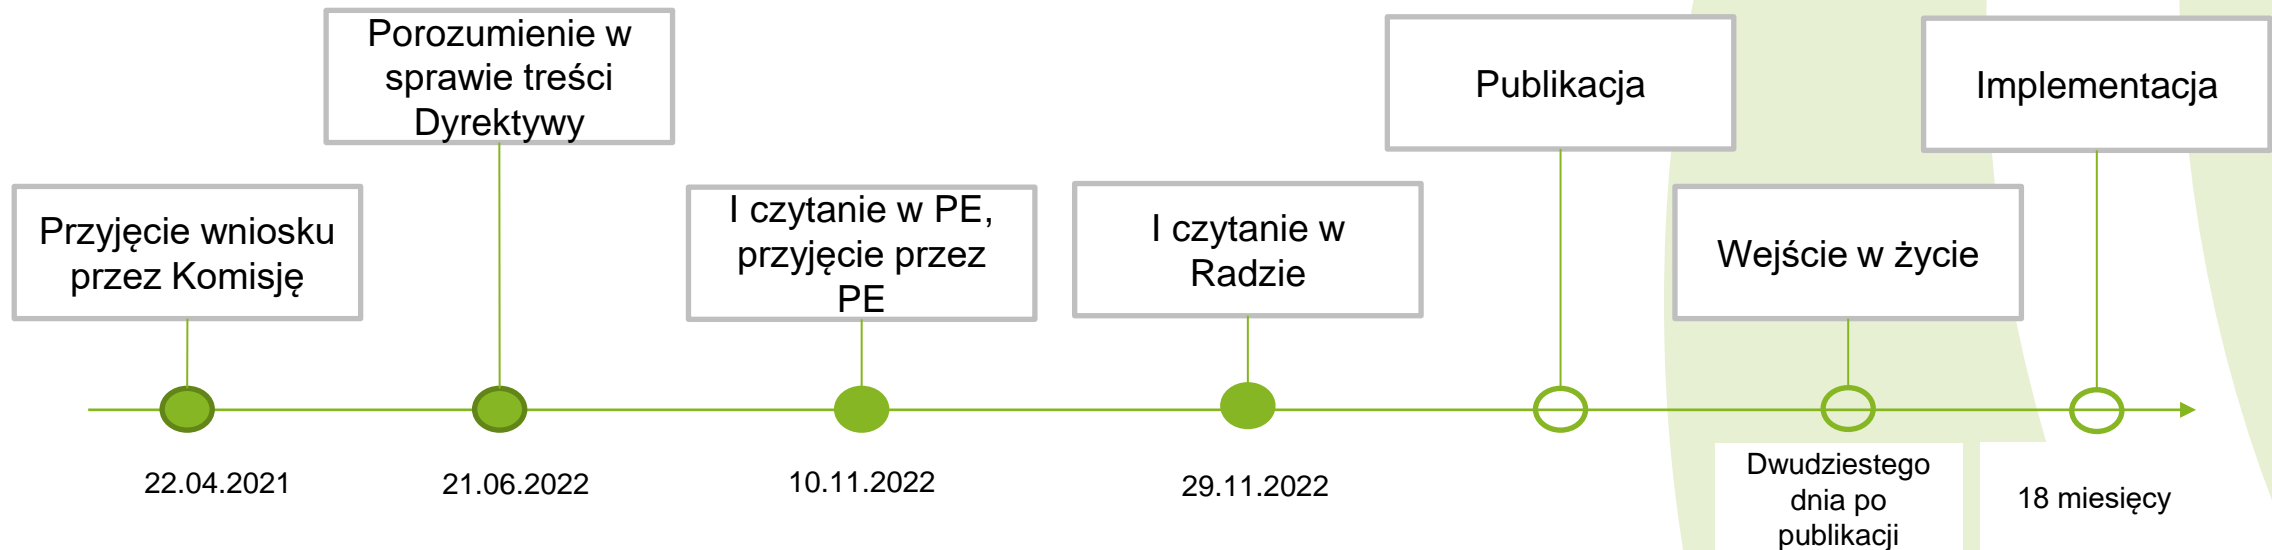 Przyjęcie wniosku
przez Komisję
22.04.2021
Porozumienie w
sprawie treści
Dyrektywy
21.06.2022
I czytanie w PE,
przyjęcie przez
PE
10.11.2022
I czytanie w
Radzie
29.11.2022
Publikacja
Wejście w życie
Dwudziestego
dnia po
publikacji
Implementacja
18 miesięcy